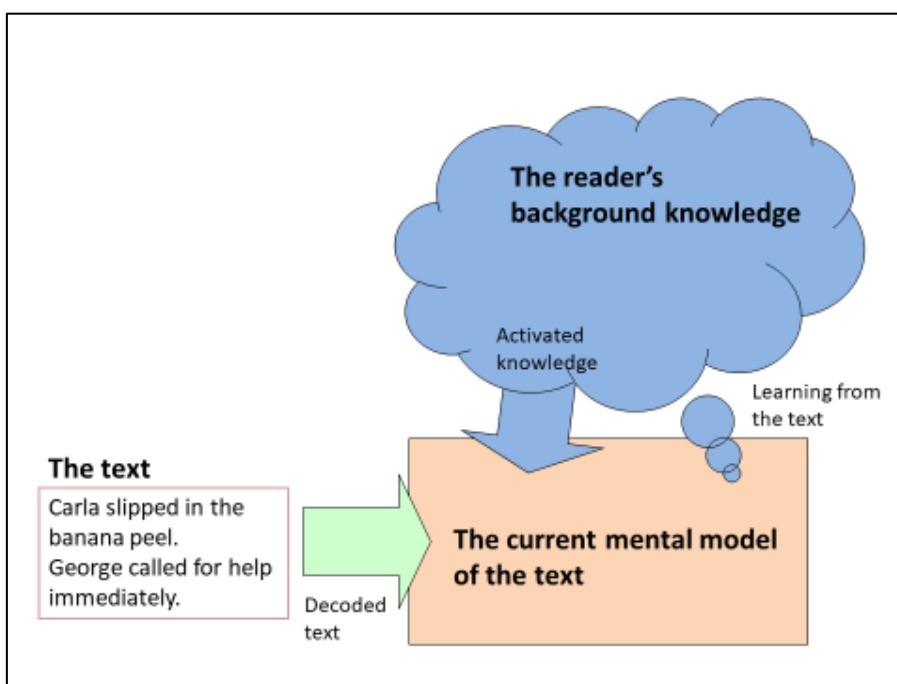 The reader's
background knowledge
Activated
knowledge
Learning from
the text
The text
Carla slipped in the
banana peel.
George called for help
immediately.
Decoded
text
The current mental model
of the text